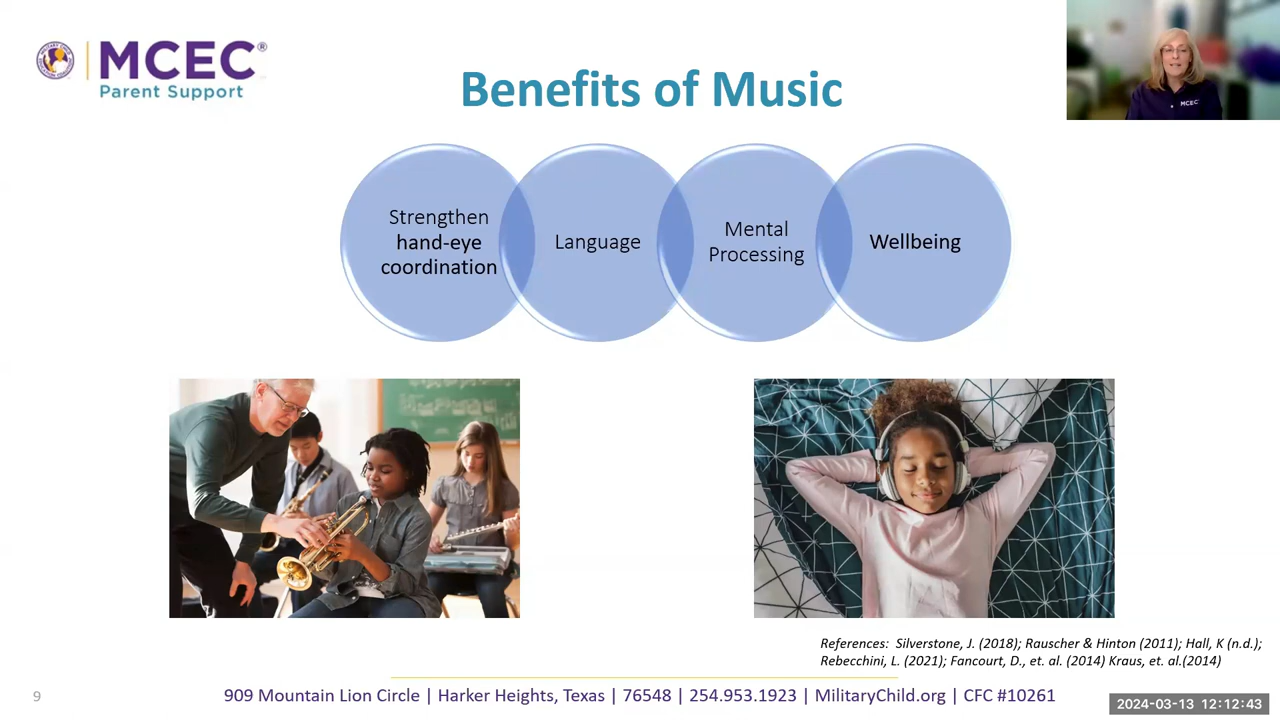 MCEC®
Parent Support
Benefits of Music
MCEC
Strengthen
hand-eye
coordination
Language
Mental
Processing
Wellbeing
References: Silverstone, J. (2018); Rauscher & Hinton (2011); Hall, K (n.d.);
Rebecchini, L. (2021); Fancourt, D., et. al. (2014) Kraus, et. al.(2014)
9
909 Mountain Lion Circle | Harker Heights, Texas | 76548 | 254.953.1923 | MilitaryChild.org | CFC #10261
2024-03-13 12:12:43